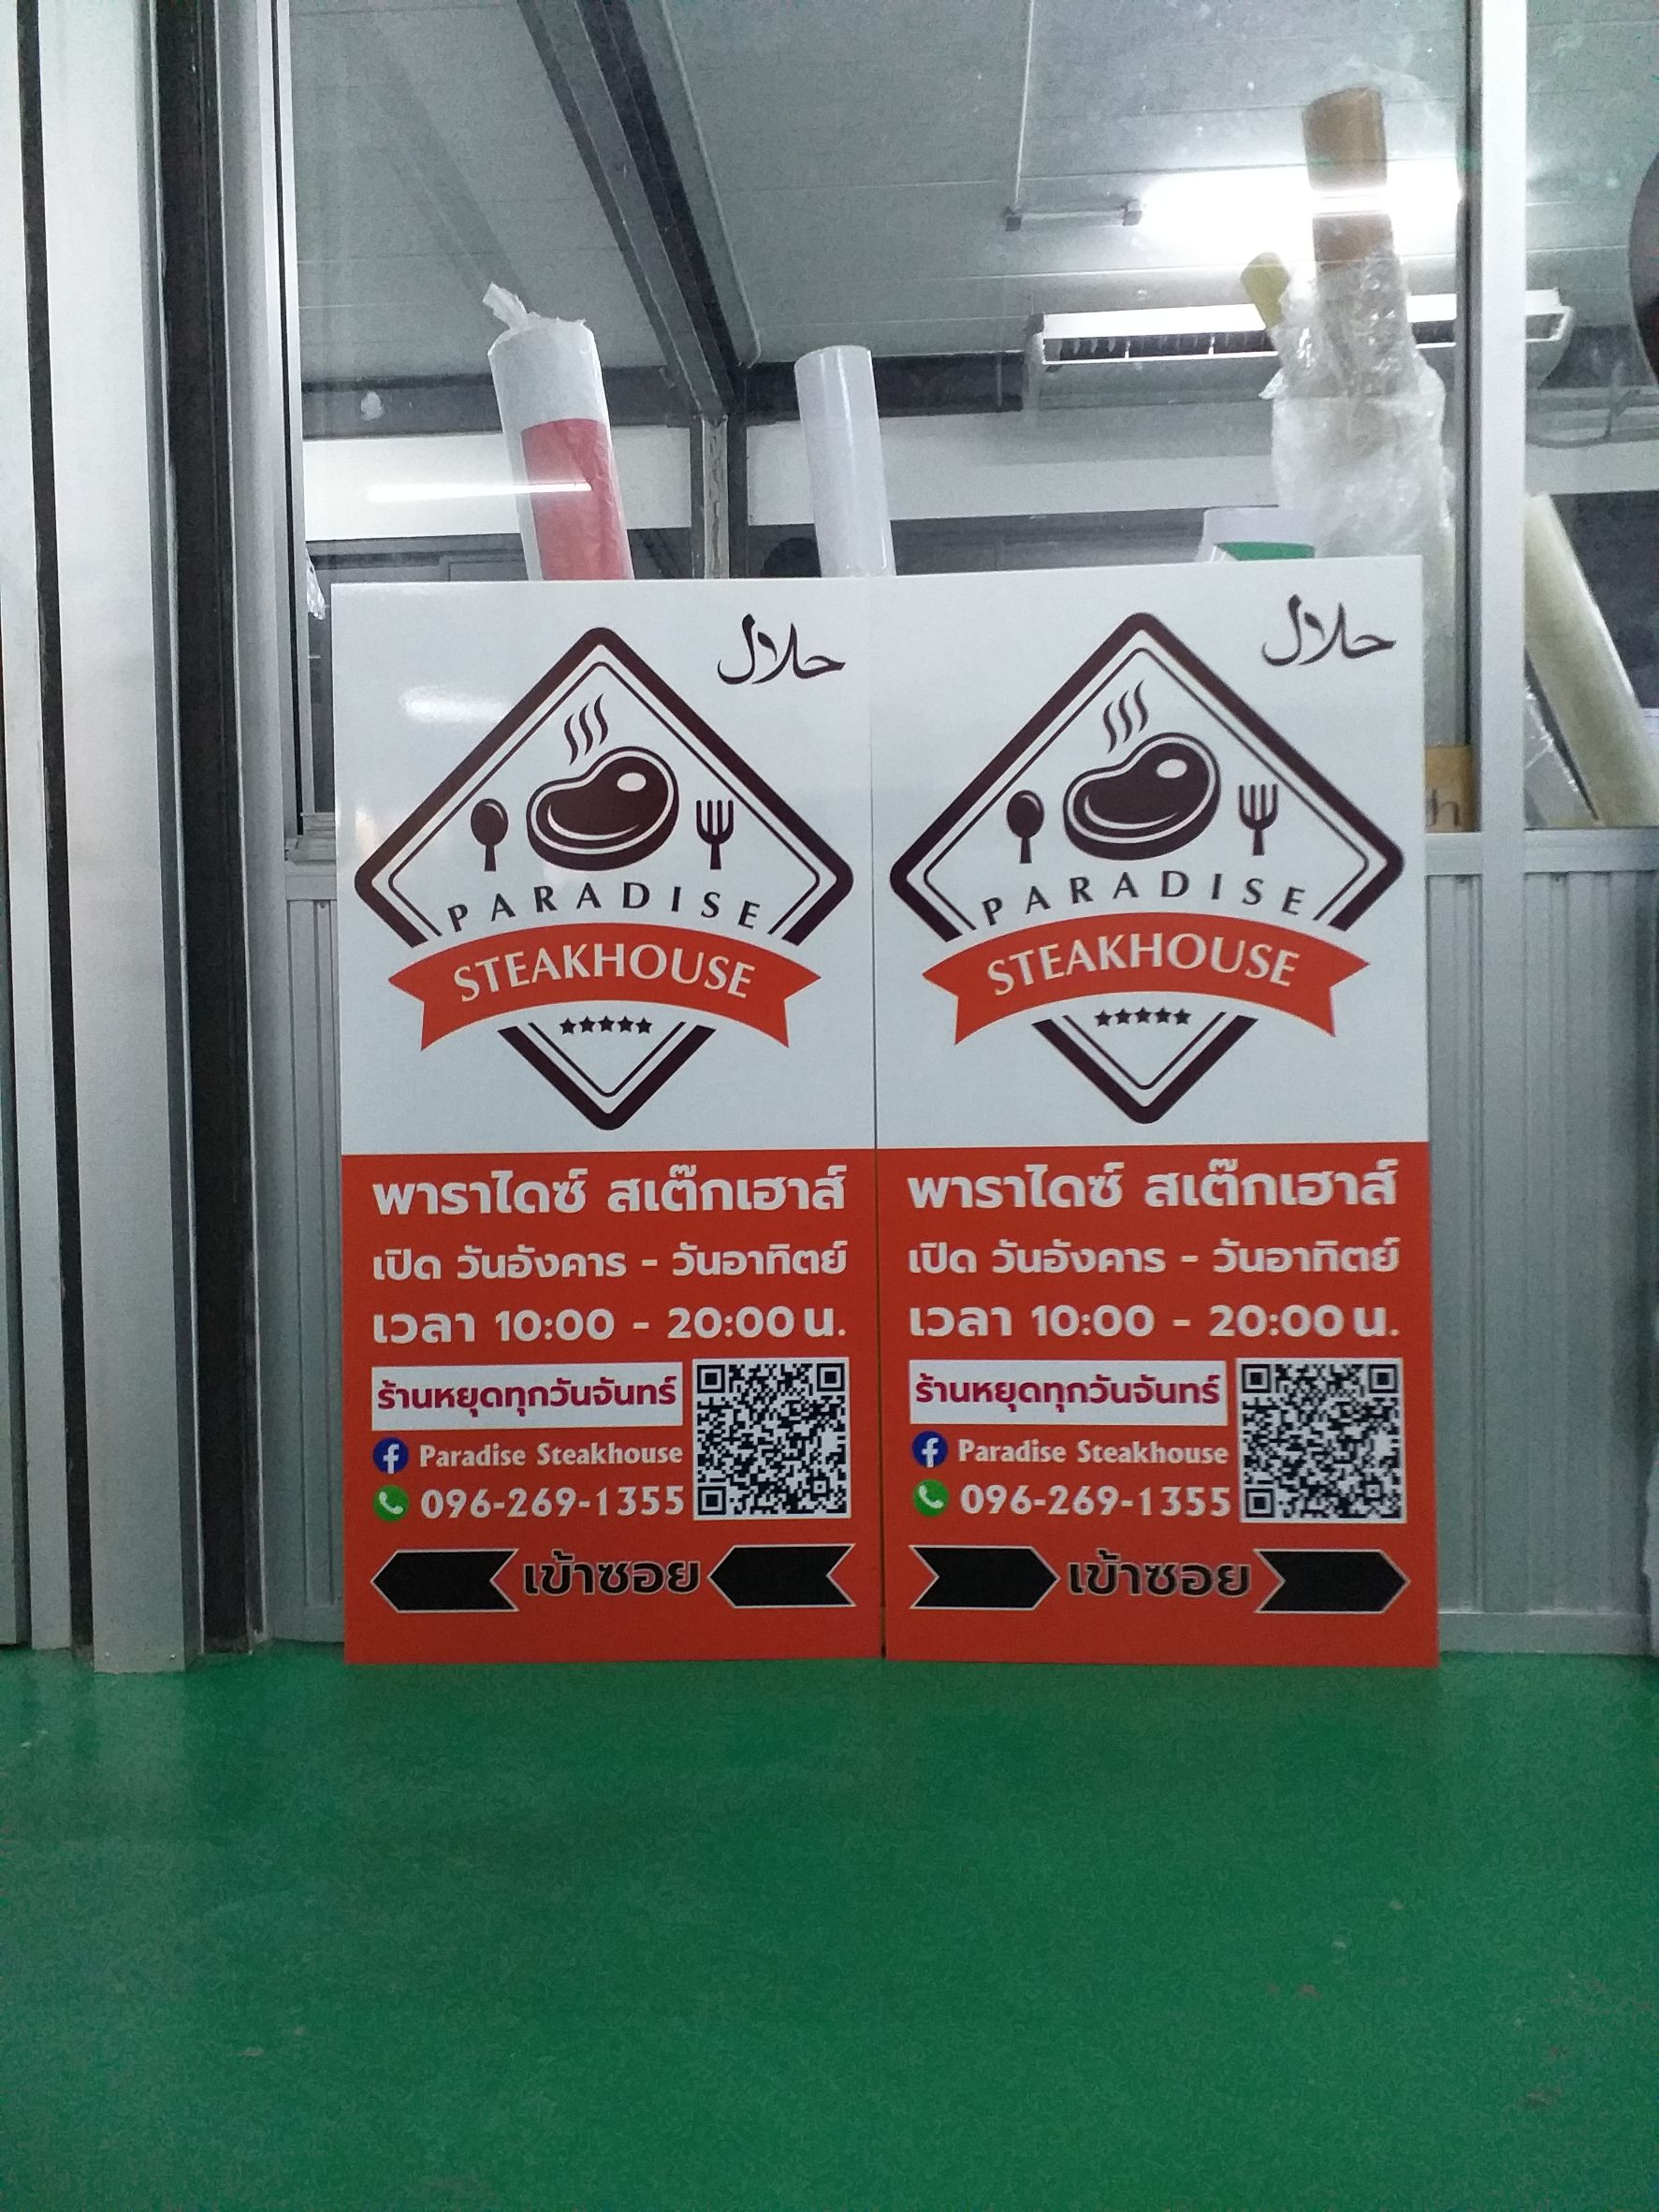 حلال
PARADISE
STEAKHOUSE
พาราไดซ์ สเต๊กเฮาส์
เปิด วันอังคาร - วันอาทิตย์
เวลา 10:00 - 20:00 น.
ร้านหยุดทุกวันจันทร์
Paradise Steakhouse
096-269-1355
เข้าซอย
حلال
PARADISE
STEAKHOUSE
พาราไดซ์ สเต๊กเฮาส์
เปิด วันอังคาร - วันอาทิตย์
เวลา 10:00 - 20:00 น.
ร้านหยุดทุกวันจันทร์
Paradise Steakhouse
096-269-1355
เข้าซอย